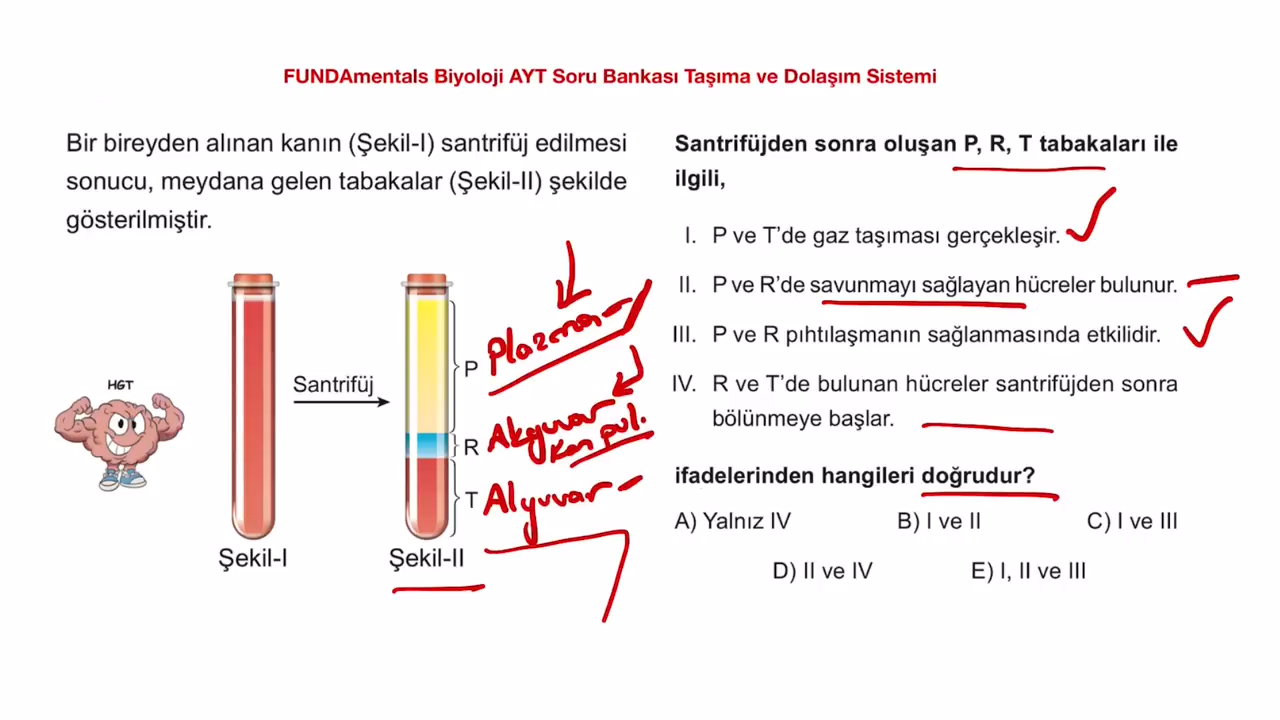 FUNDAmentals Biyoloji AYT Soru Bankası Taşıma ve Dolaşım Sistemi
Bir bireyden alınan kanın (Şekil-I) santrifüj edilmesi
sonucu, meydana gelen tabakalar (Şekil-II) şekilde
gösterilmiştir.
HGT
Santrifüj
P
R
T
Plazma
Akyuvar
Kan pul.
Alyuvar
Şekil-I
Şekil-II
Santrifüjden sonra oluşan P, R, T tabakaları ile
ilgili,
I. P ve T’de gaz taşıması gerçekleşir.
II. P ve R’de savunmayı sağlayan hücreler bulunur.
III. P ve R pıhtılaşmanın sağlanmasında etkilidir.
IV. R ve T’de bulunan hücreler santrifüjden sonra
bölünmeye başlar.
ifadelerinden hangileri doğrudur?
A) Yalnız IV B) I ve II C) I ve III
D) II ve IV E) I, II ve III